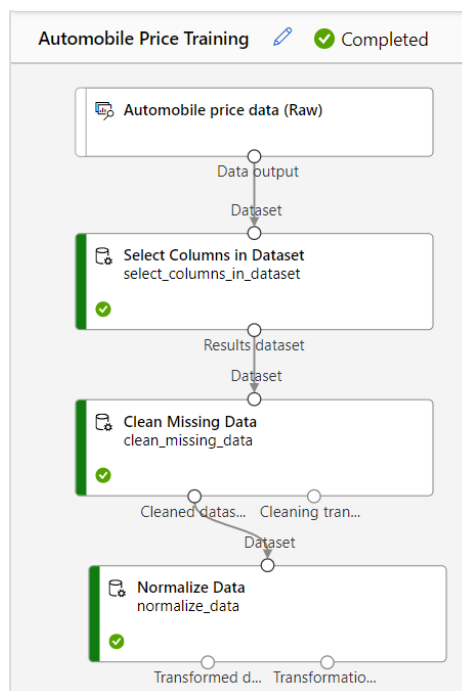 Automobile Price Training Completed
Automobile price data (Raw)
Data output
Dataset
Select Columns in Dataset
select_columns_in_dataset
Results dataset
Dataset
Clean Missing Data
clean_missing_data
Cleaned datas... Cleaning tran...
Dataset
Normalize Data
normalize_data
Transformed d... Transformatio...